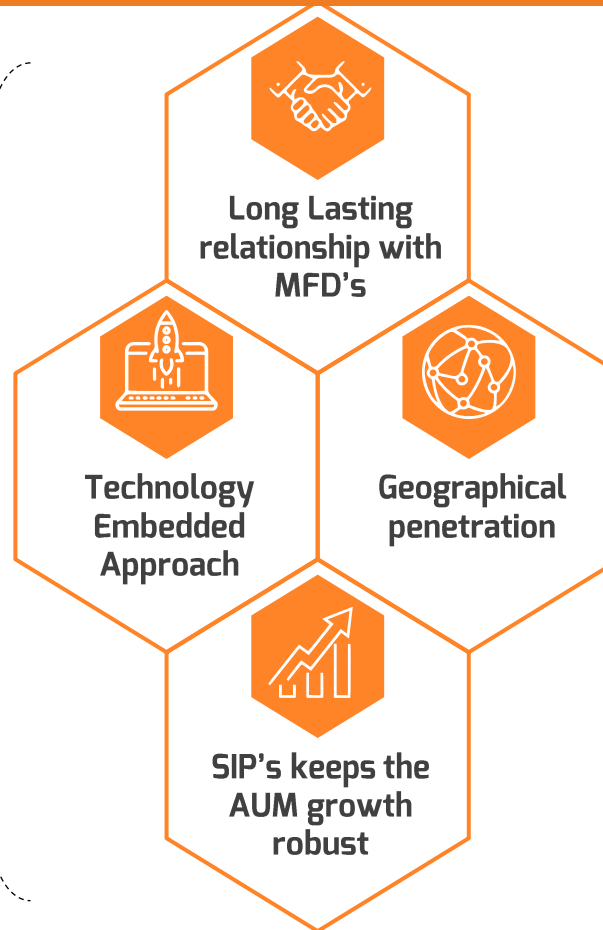 Long Lasting
relationship with
MFD's
Technology
Embedded
Approach
Geographical
penetration
SIP's keeps the
AUM growth
robust